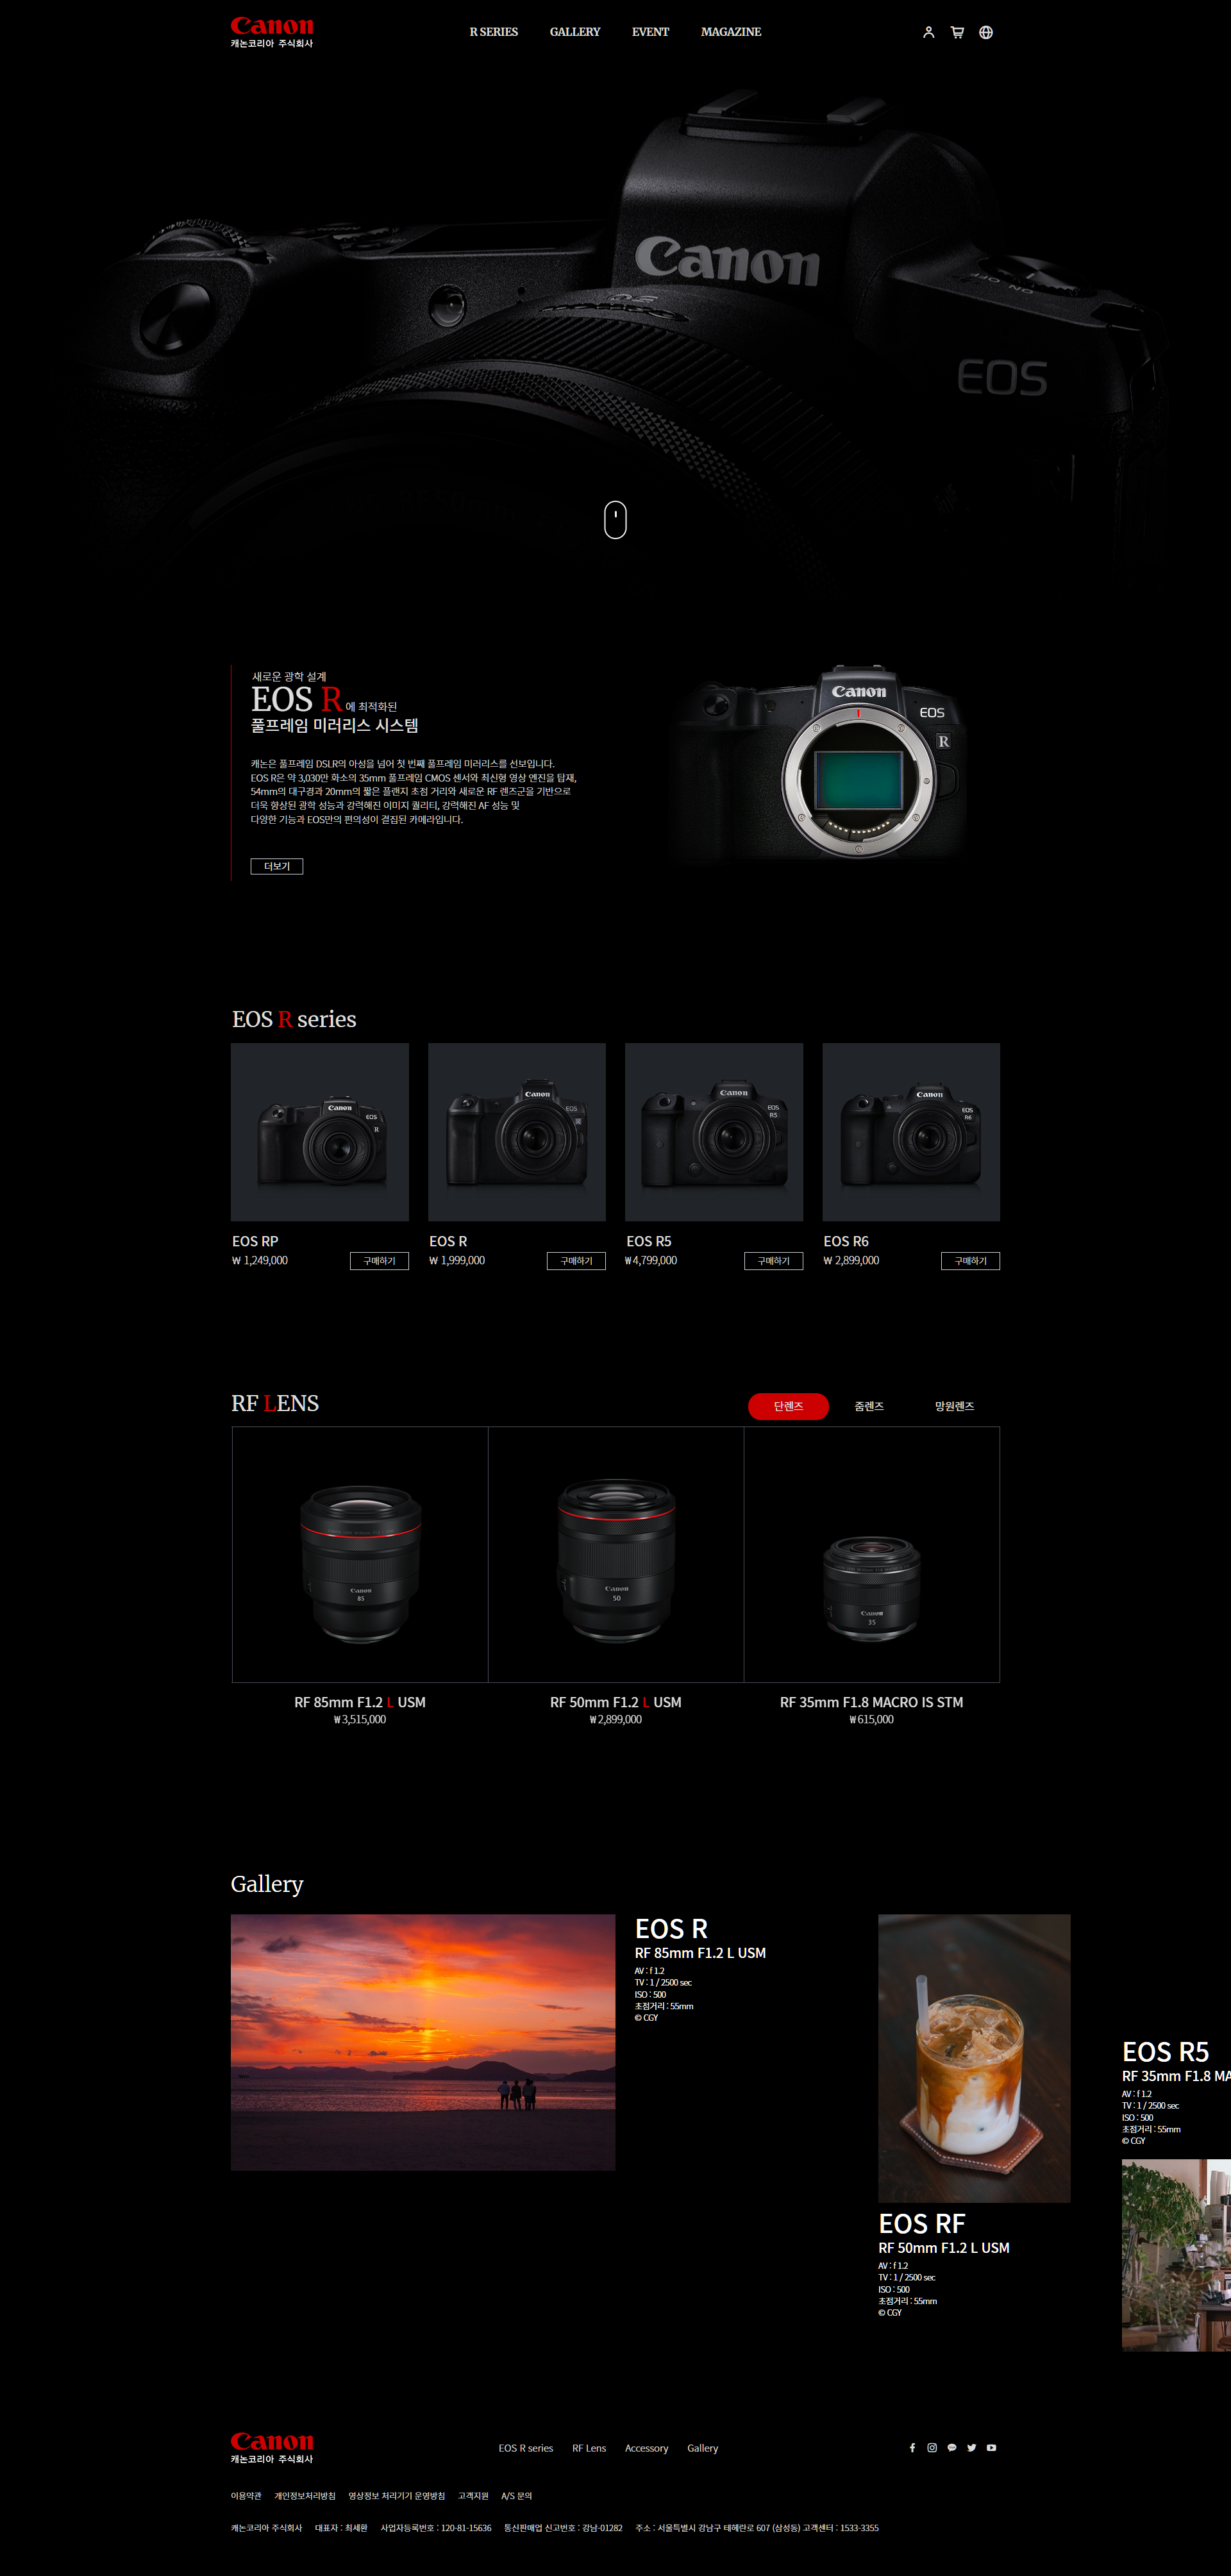 Canon
캐논코리아 주식회사
R SERIES GALLERY EVENT MAGAZINE
Canon
ON OFF
EOS
새로운 광학 설계
EOS R 에 최적화된
풀프레임 미러리스 시스템
캐논은 풀프레임 DSLR의 아성을 넘어 첫 번째 풀프레임 미러리스를 선보입니다.
EOS R은 약 3,030만 화소의 35mm 풀프레임 CMOS 센서와 최신형 영상 엔진을 탑재,
54mm의 대구경과 20mm의 짧은 플랜지 초점 거리와 새로운 RF 렌즈군을 기반으로
더욱 향상된 광학 성능과 강력해진 이미지 퀄리티, 강력해진 AF 성능 및
다양한 기능과 EOS만의 편의성이 결집된 카메라입니다.
더보기
Canon
EOS
R
EOS R series
Canon
EOS
R
Canon
EOS
R
Canon
EOS
R5
Canon
EOS
R6
EOS RP
₩ 1,249,000 구매하기
EOS R
₩ 1,999,000 구매하기
EOS R5
₩4,799,000 구매하기
EOS R6
₩ 2,899,000 구매하기
RF LENS
단렌즈 줌렌즈 망원렌즈
Canon
85
Canon
50
Canon
35
RF 85mm F1.2 L USM
₩3,515,000
RF 50mm F1.2 L USM
₩2,899,000
RF 35mm F1.8 MACRO IS STM
₩615,000
Gallery
EOS R
RF 85mm F1.2 L USM
AV : f 1.2
TV : 1 / 2500 sec
ISO : 500
초점거리 : 55mm
© CGY
EOS RF
RF 50mm F1.2 L USM
AV : f 1.2
TV : 1 / 2500 sec
ISO : 500
초점거리 : 55mm
© CGY
EOS R5
RF 35mm F1.8 MA
AV : f 1.2
TV : 1 / 2500 sec
ISO : 500
초점거리 : 55mm
© CGY
Canon
캐논코리아 주식회사
EOS R series RF Lens Accessory Gallery
이용약관 개인정보처리방침 영상정보 처리기기 운영방침 고객지원 A/S 문의
캐논코리아 주식회사 대표자 : 최세환 사업자등록번호 : 120-81-15636 통신판매업 신고번호 : 강남-01282 주소 : 서울특별시 강남구 테헤란로 607 (삼성동) 고객센터 : 1533-3355